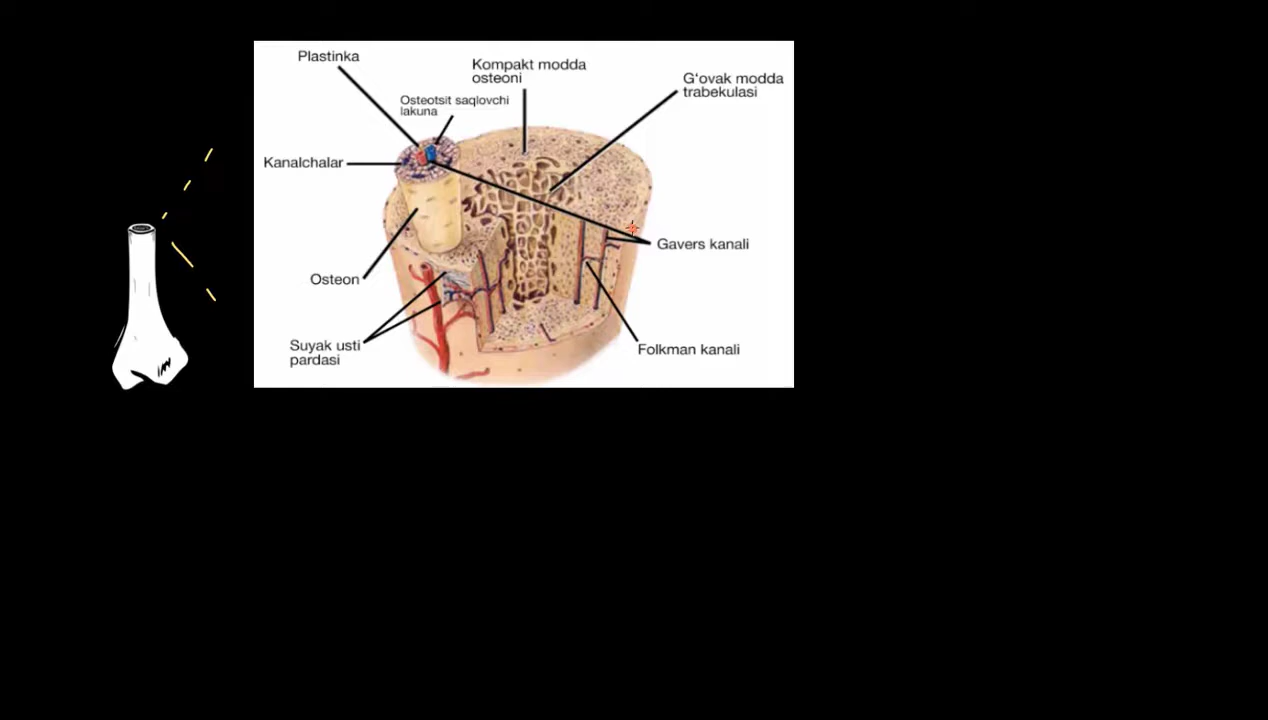 Plastinka
Kompakt modda
osteoni
G‘ovak modda
trabekulasi
Osteotsit saqlovchi
lakuna
Kanalchalar
Gavers kanali
Osteon
Suyak usti
pardasi
Folkman kanali